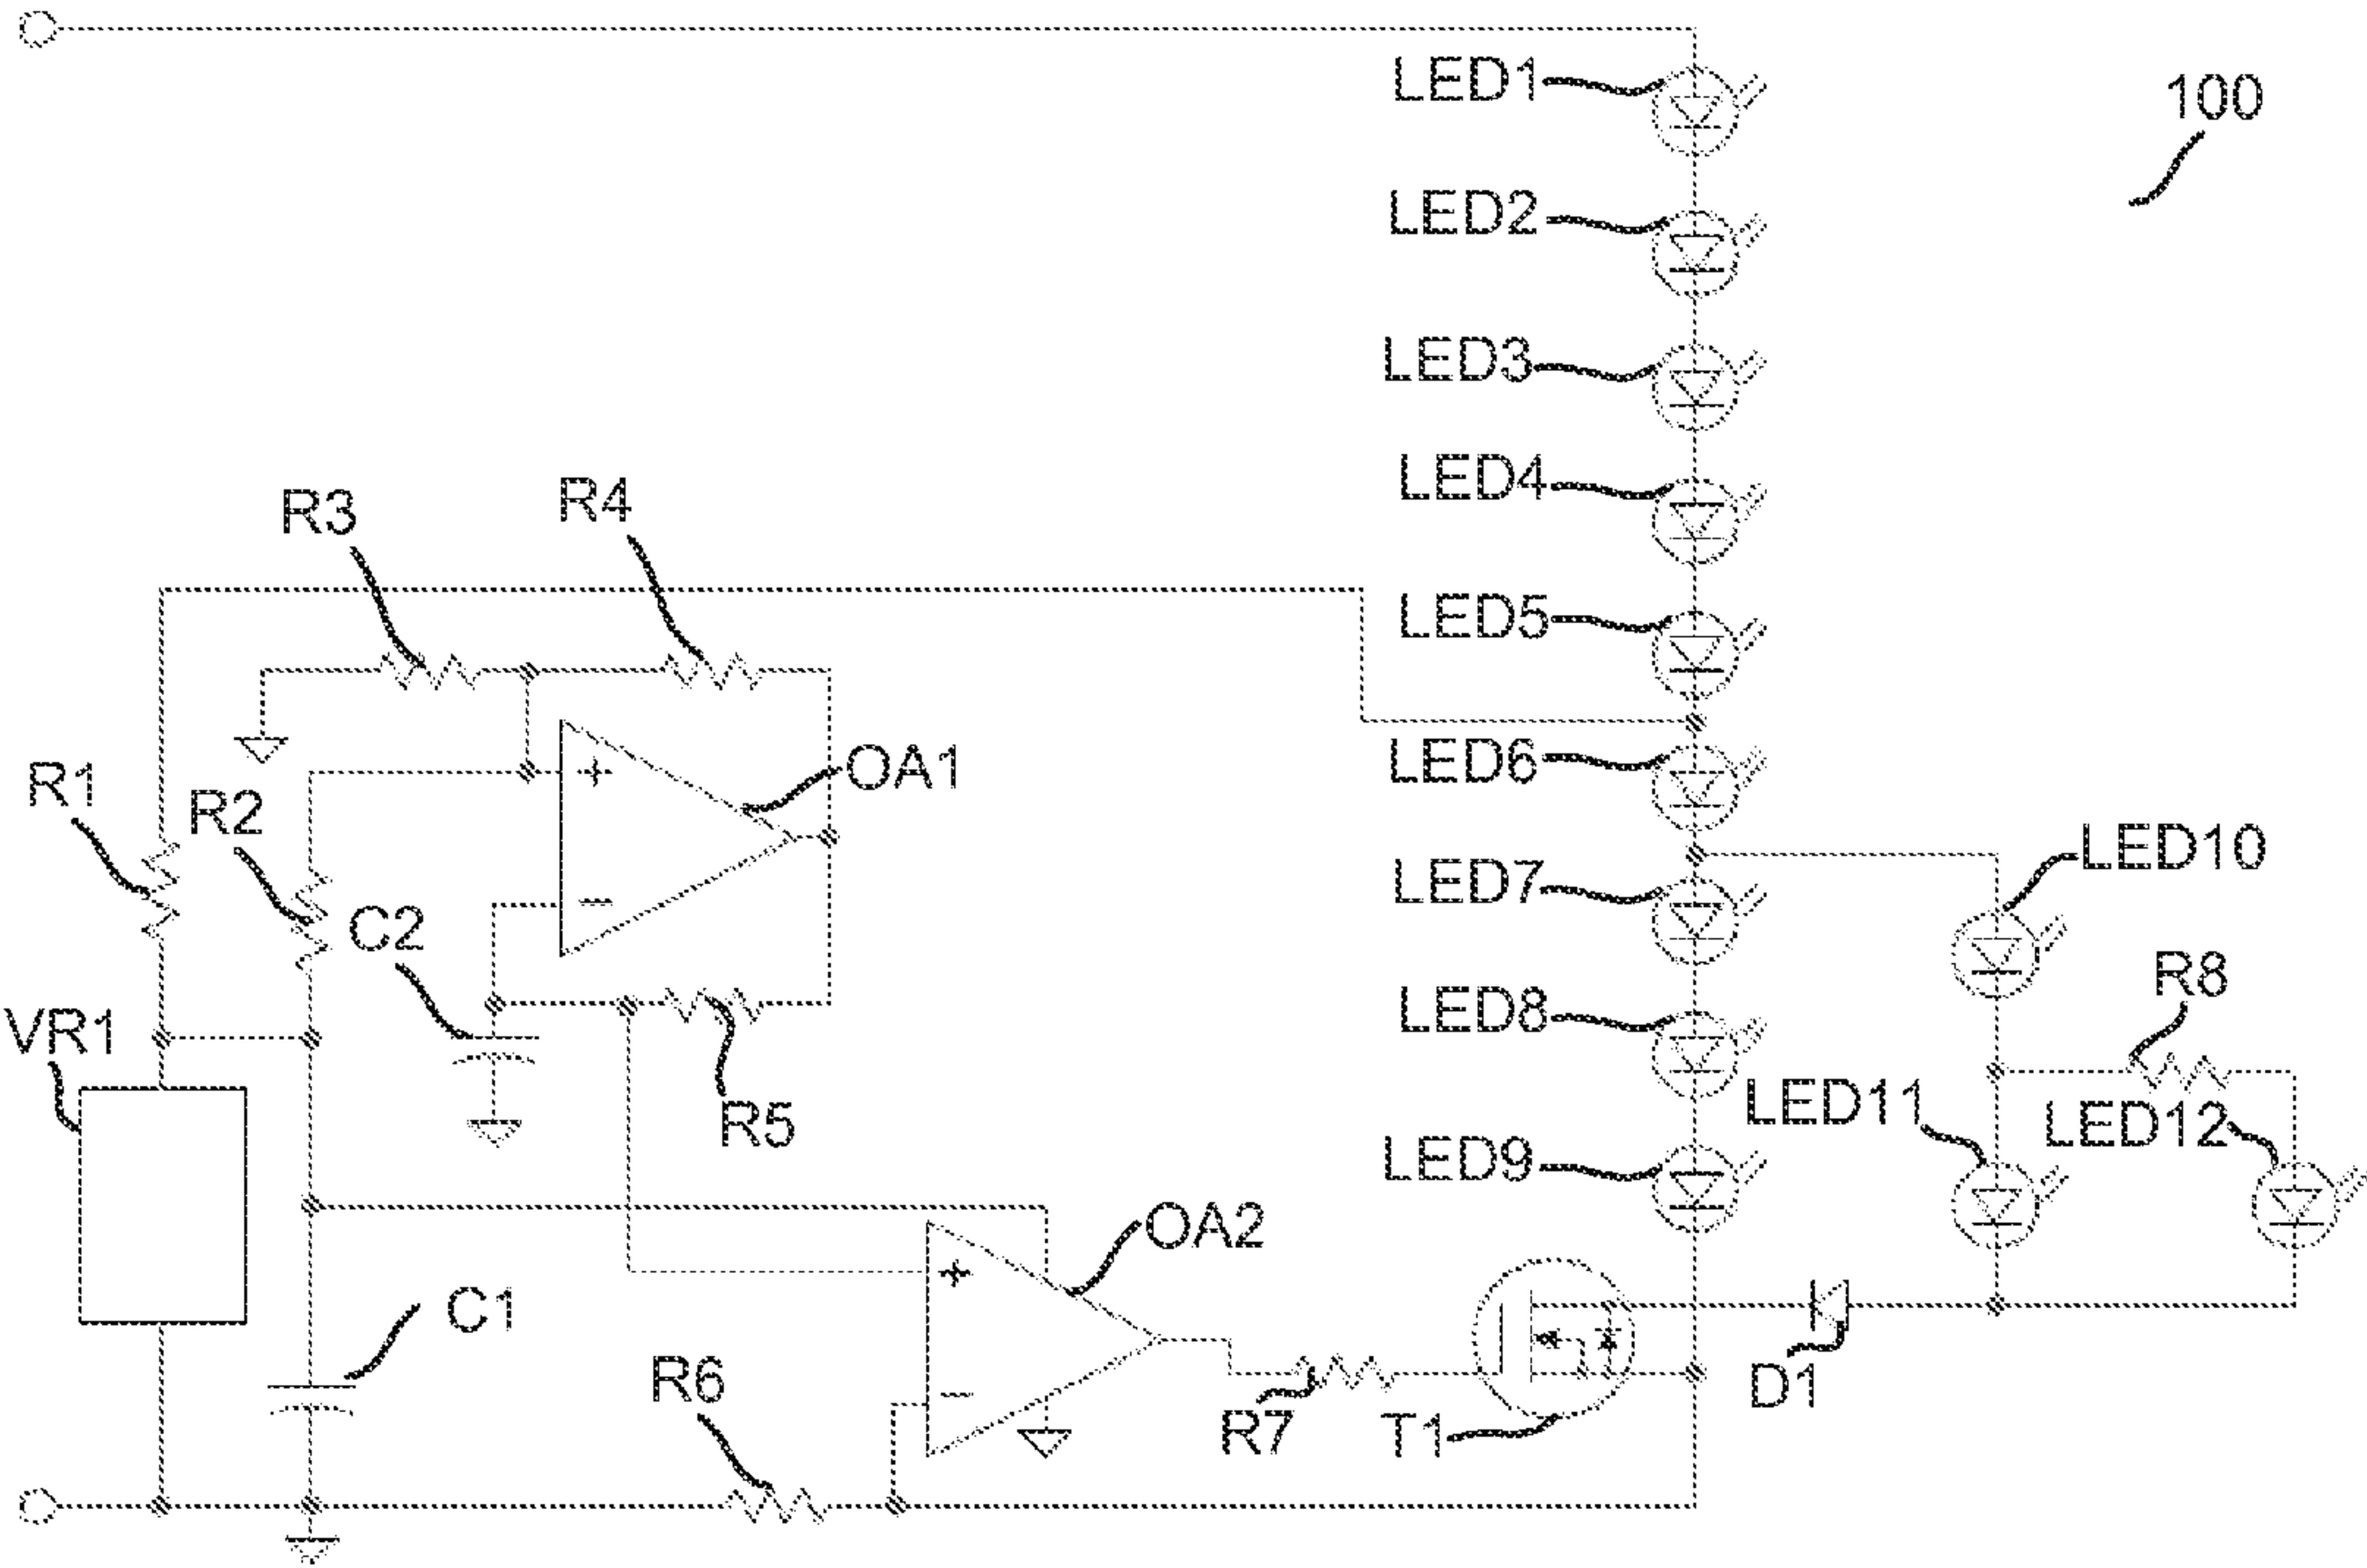 LED1
100
LED2
LED3
LED4
R3
R4
LED5
LED6
OA1
R1
R2
LED10
LED7
C2
R8
LED8
VR1
LED11
R5
LED12
LED9
OA2
C1
R6
D1
R7
T1
+
−
+
−